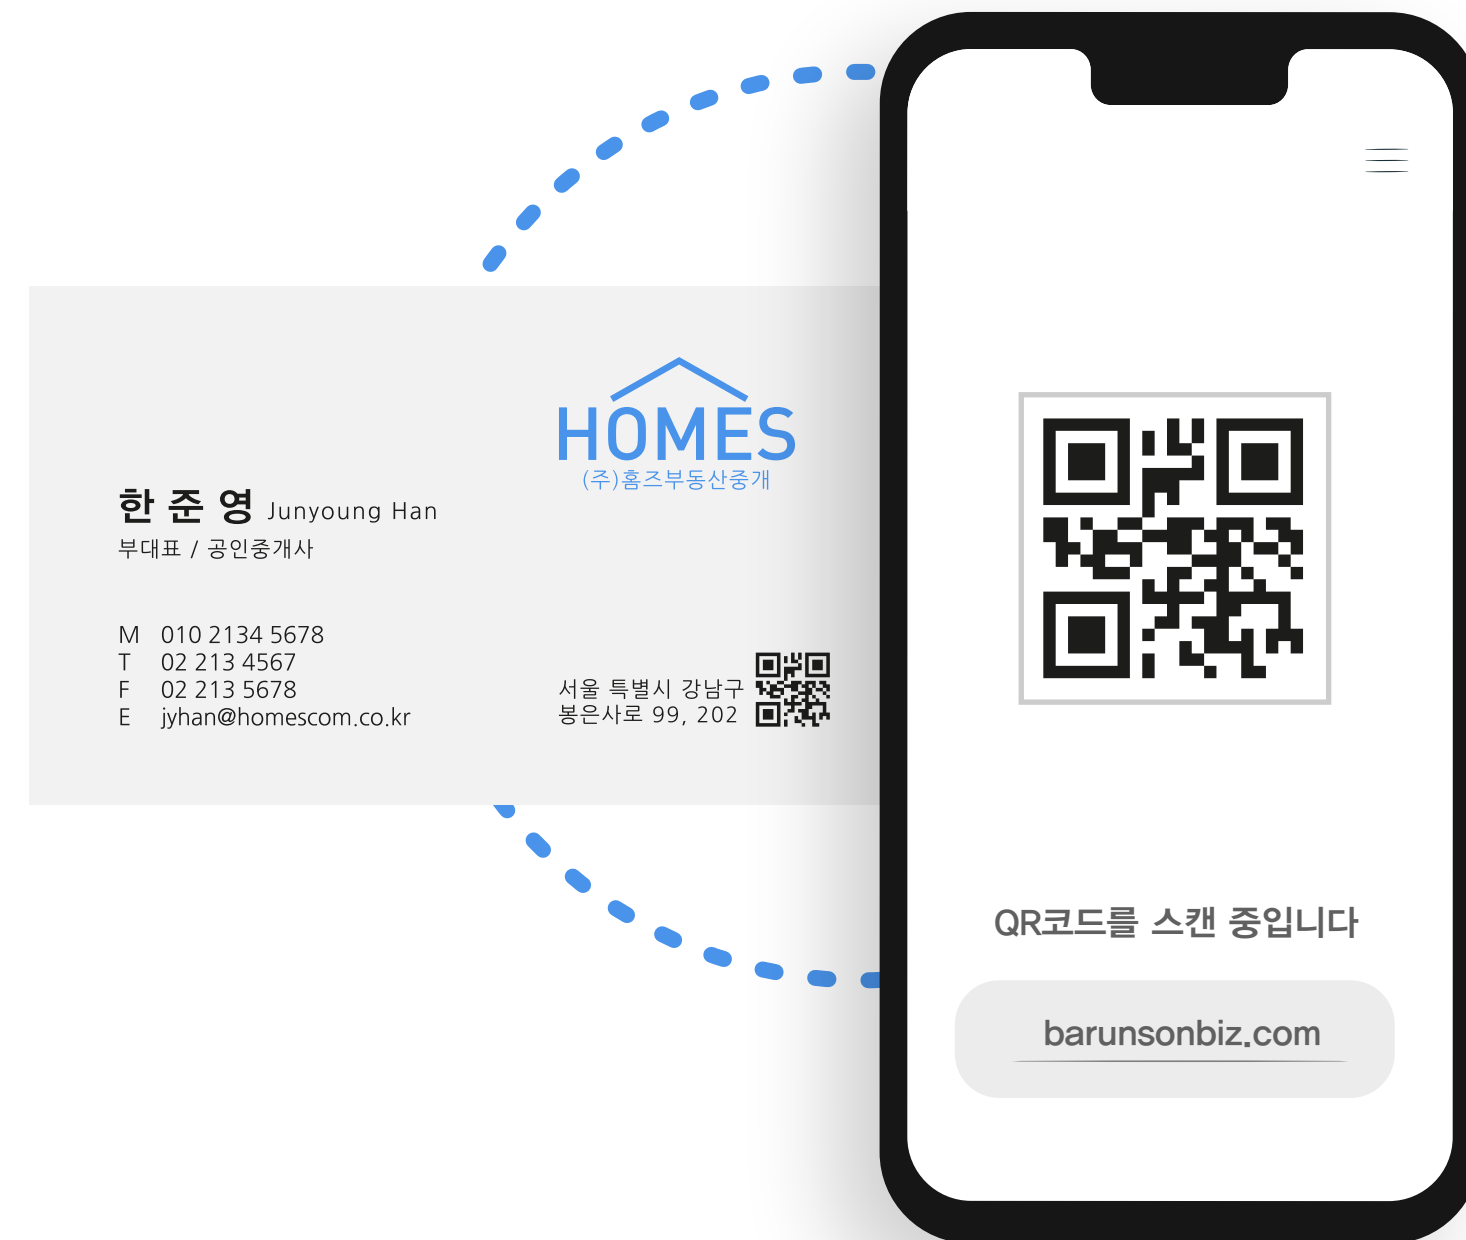 HOMES
(주)홈즈부동산중개
한 준 영 Junyoung Han
부대표 / 공인중개사
M 010 2134 5678
T 02 213 4567
F 02 213 5678
E jyhan@homescom.co.kr
서울 특별시 강남구
봉은사로 99, 202
QR코드를 스캔 중입니다
barunsonbiz.com